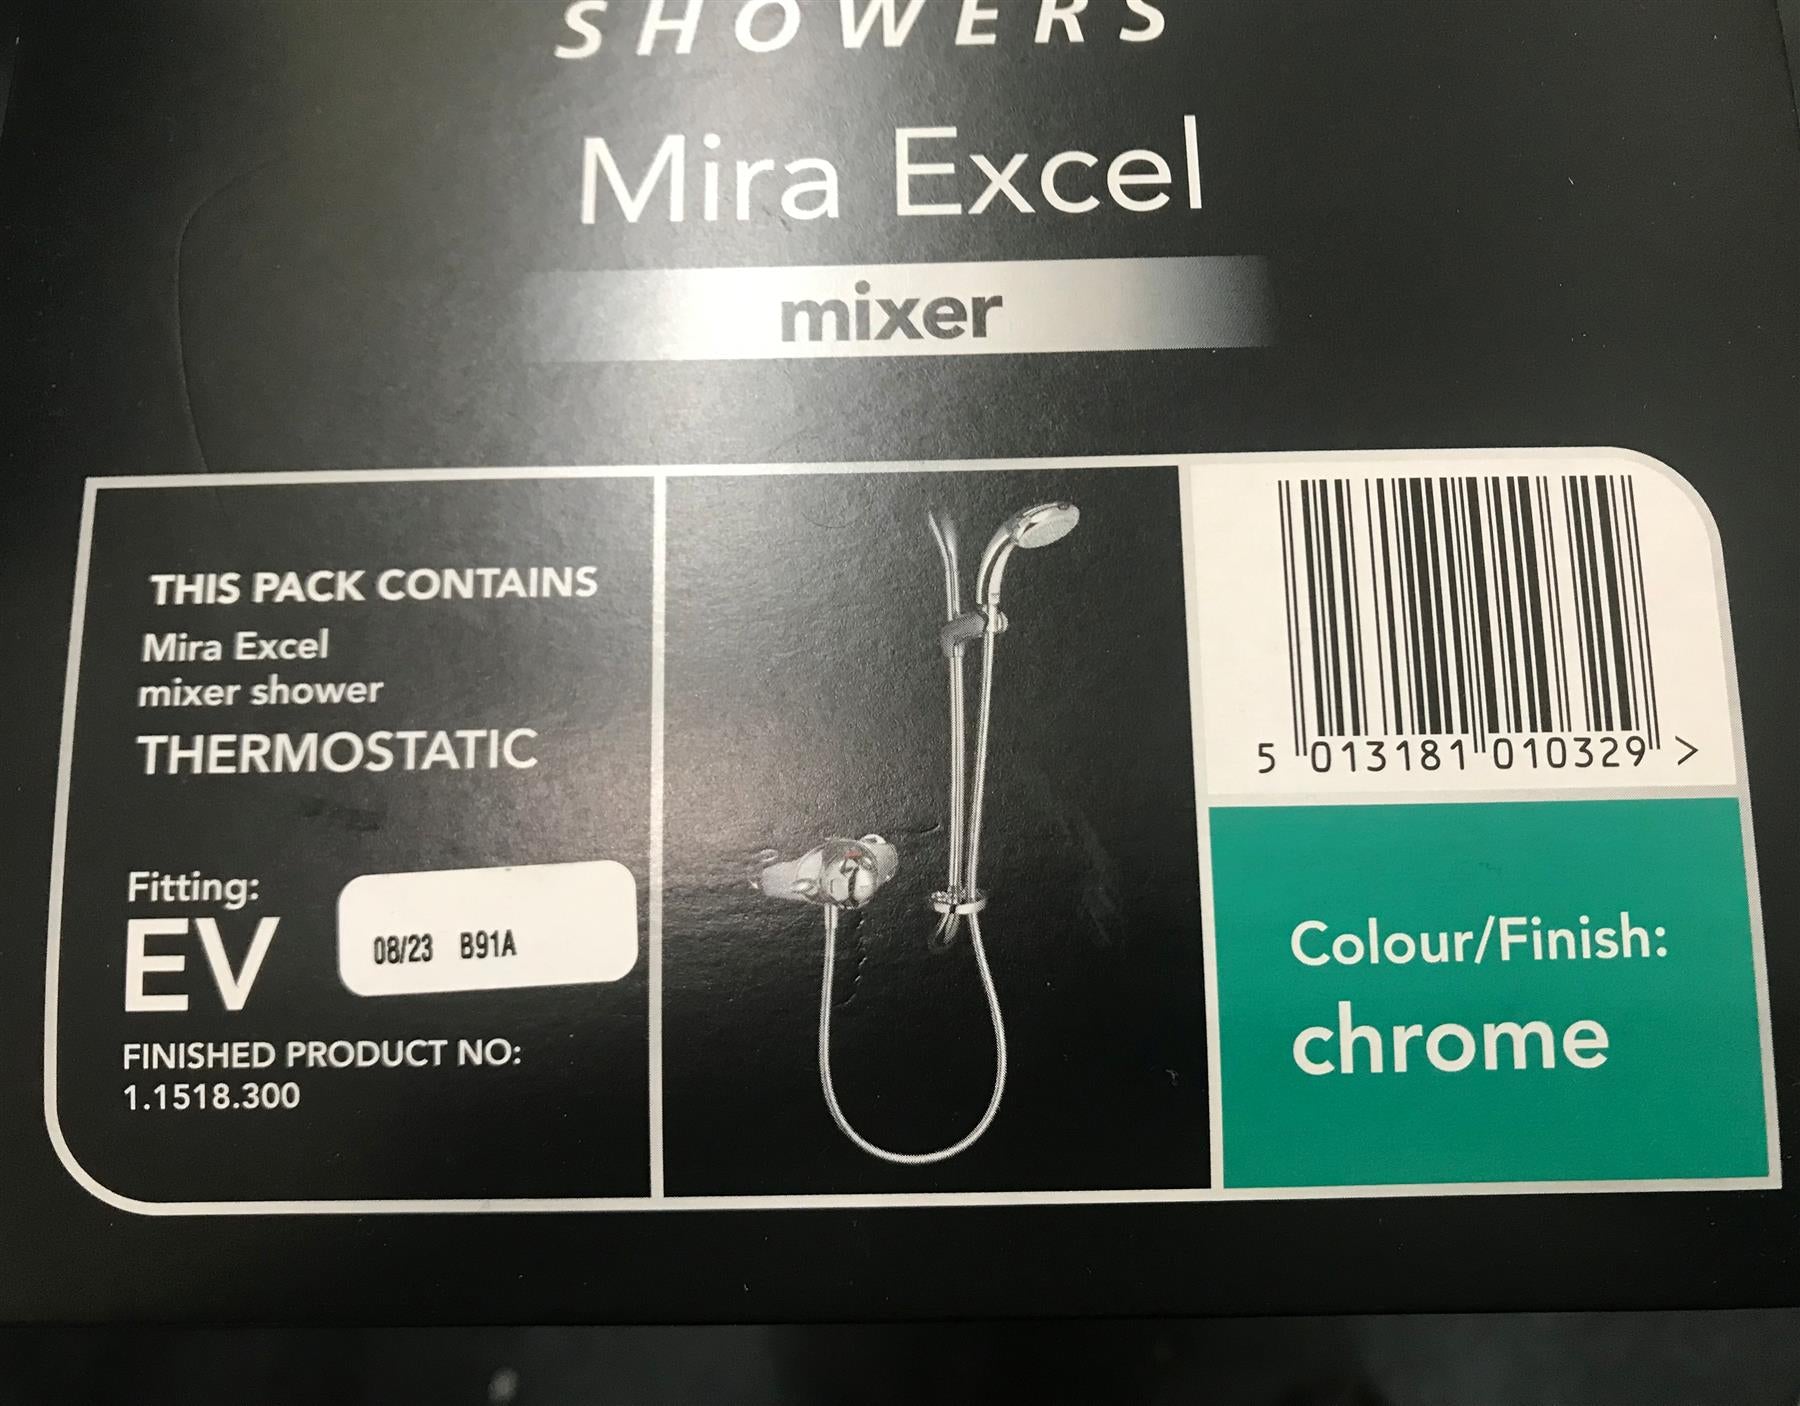 SHOWERS
Mira Excel
mixer
THIS PACK CONTAINS
Mira Excel
mixer shower
THERMOSTATIC
Fitting:
EV
08/23 B91A
FINISHED PRODUCT NO:
1.1518.300
5 013181 010329 >
Colour/Finish:
chrome